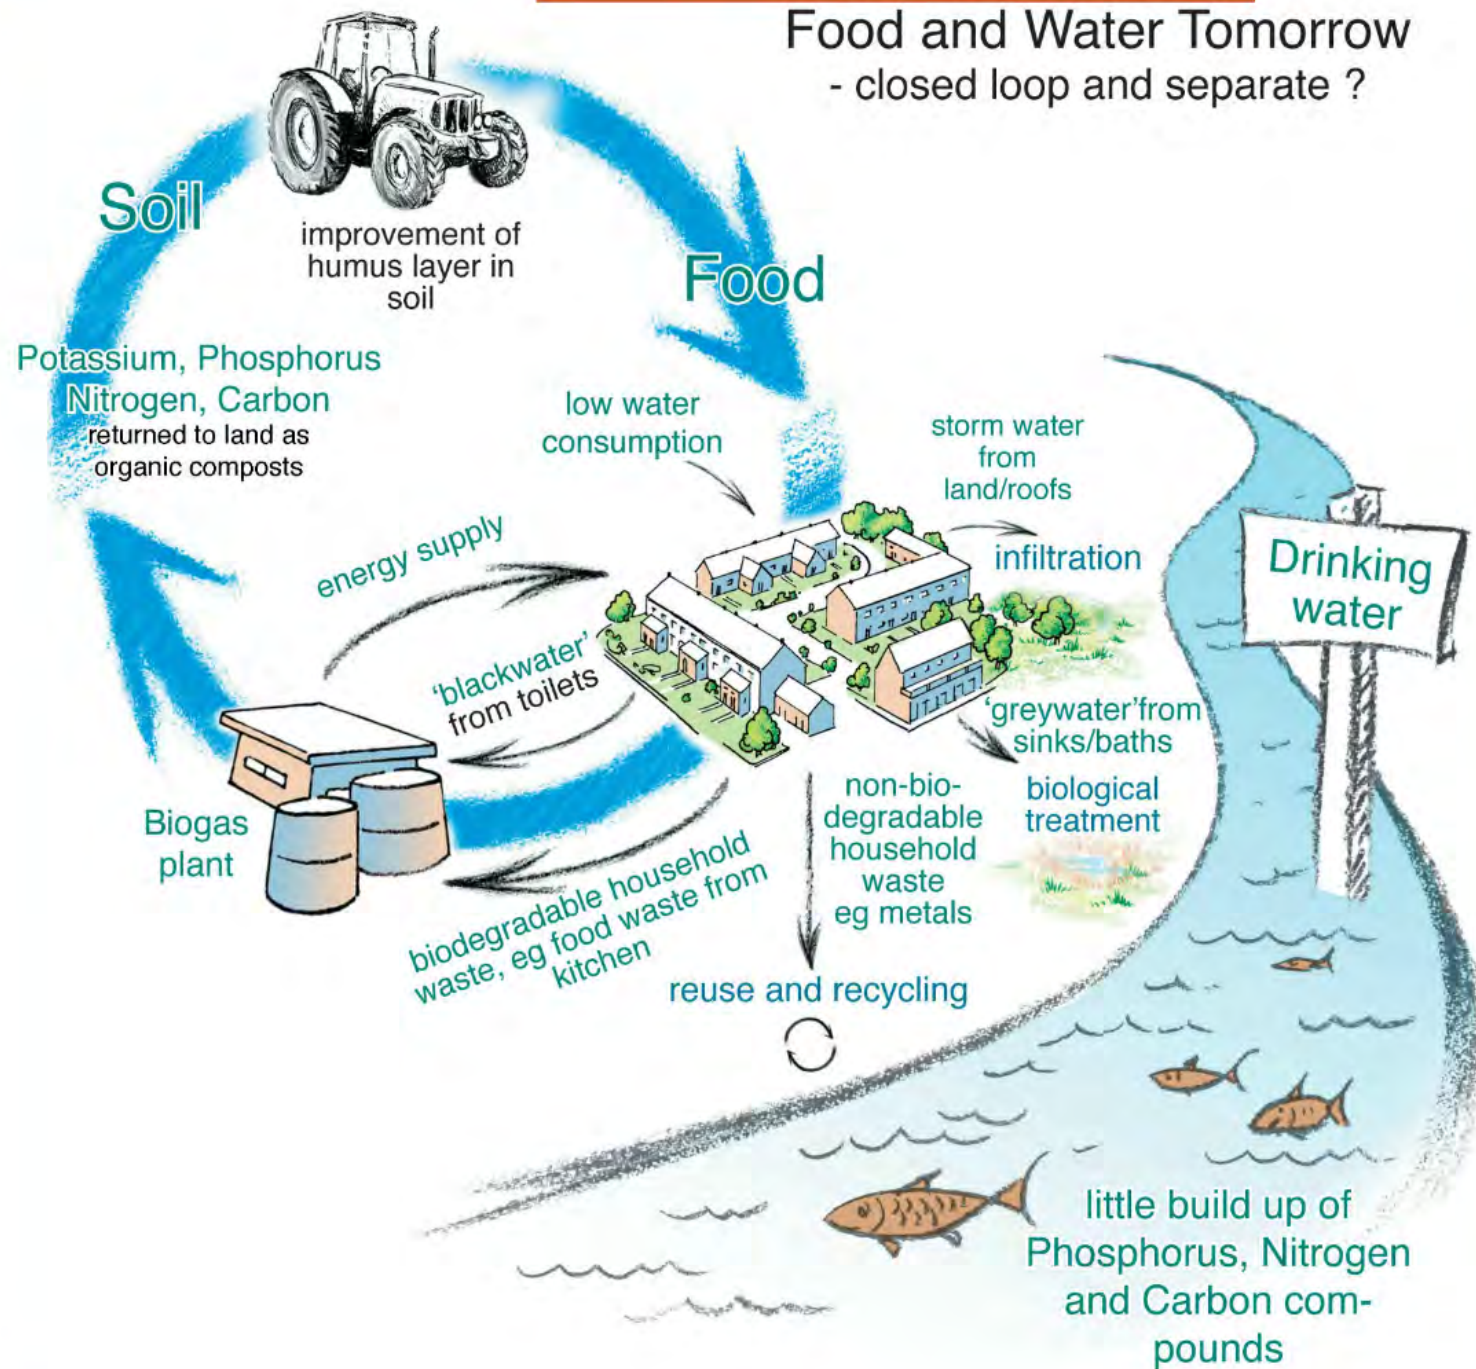 Food and Water Tomorrow
- closed loop and separate ?
Soil
improvement of
humus layer in
soil
Food
Potassium, Phosphorus
Nitrogen, Carbon
returned to land as
organic composts
low water
consumption
storm water
from
land/roofs
infiltration
Drinking
water
energy supply
'blackwater'
from toilets
'greywater'from
sinks/baths
biological
treatment
non-bio-
degradable
household
waste
eg metals
Biogas
plant
biodegradable household
waste, eg food waste from
kitchen
reuse and recycling
little build up of
Phosphorus, Nitrogen
and Carbon com-
pounds